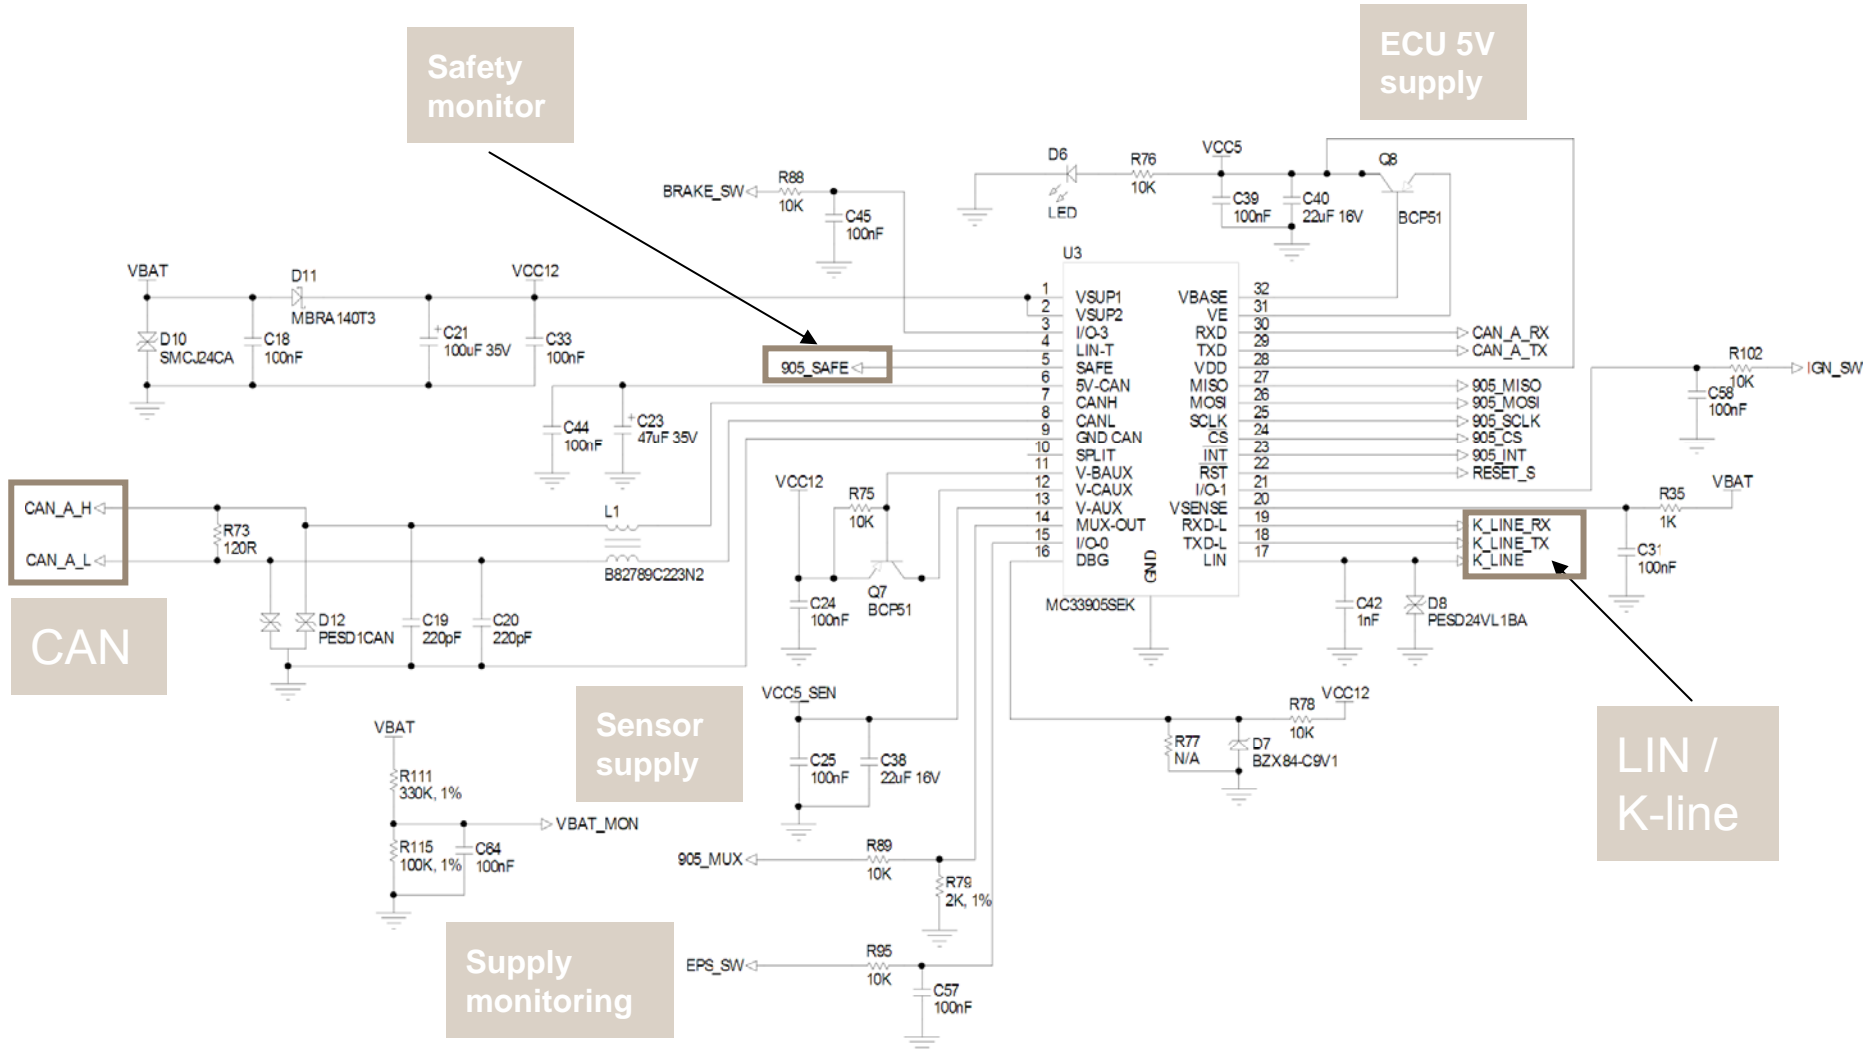 Safety
monitor
ECU 5V
supply
BRAKE_SW
R88
10K
C45
100nF
D6
LED
R76
10K
VCC5
C39
100nF
C40
22uF 16V
Q8
BCP51
VBAT
D11
MBRA140T3
VCC12
D10
SMCJ24CA
C18
100nF
C21
100uF 35V
C33
100nF
905_SAFE
C44
100nF
C23
47uF 35V
U3
1 VSUP1
2 VSUP2
3 I/O-3
4 LIN-T
5 SAFE
6 5V-CAN
7 CANH
8 CANL
9 GND CAN
10 SPLIT
11 V-BAUX
12 V-CAUX
13 V-AUX
14 MUX-OUT
15 I/O-0
16 DBG
VBASE 32
VE 31
RXD 30
TXD 29
VDD 28
MISO 27
MOSI 26
SCLK 25
CS 24
INT 23
RST 22
I/O-1 21
VSENSE 20
RXD-L 19
TXD-L 18
LIN 17
GND
MC33905SEK
CAN_A_RX
CAN_A_TX
905_MISO
905_MOSI
905_SCLK
905_CS
905_INT
RESET_S
R102
10K
IGN_SW
C58
100nF
R35
1K
VBAT
C31
100nF
K_LINE_RX
K_LINE_TX
K_LINE
C42
1nF
D8
PESD24VL1BA
CAN_A_H
CAN_A_L
R73
120R
L1
B82789C223N2
D12
PESD1CAN
C19
220pF
C20
220pF
CAN
VCC12
R75
10K
Q7
BCP51
C24
100nF
VCC5_SEN
C25
100nF
C38
22uF 16V
Sensor
supply
R78
10K
VCC12
R77
N/A
D7
BZX84-C9V1
LIN /
K-line
VBAT
R111
330K, 1%
R115
100K, 1%
C64
100nF
VBAT_MON
905_MUX
R89
10K
R79
2K, 1%
Supply
monitoring
EPS_SW
R95
10K
C57
100nF